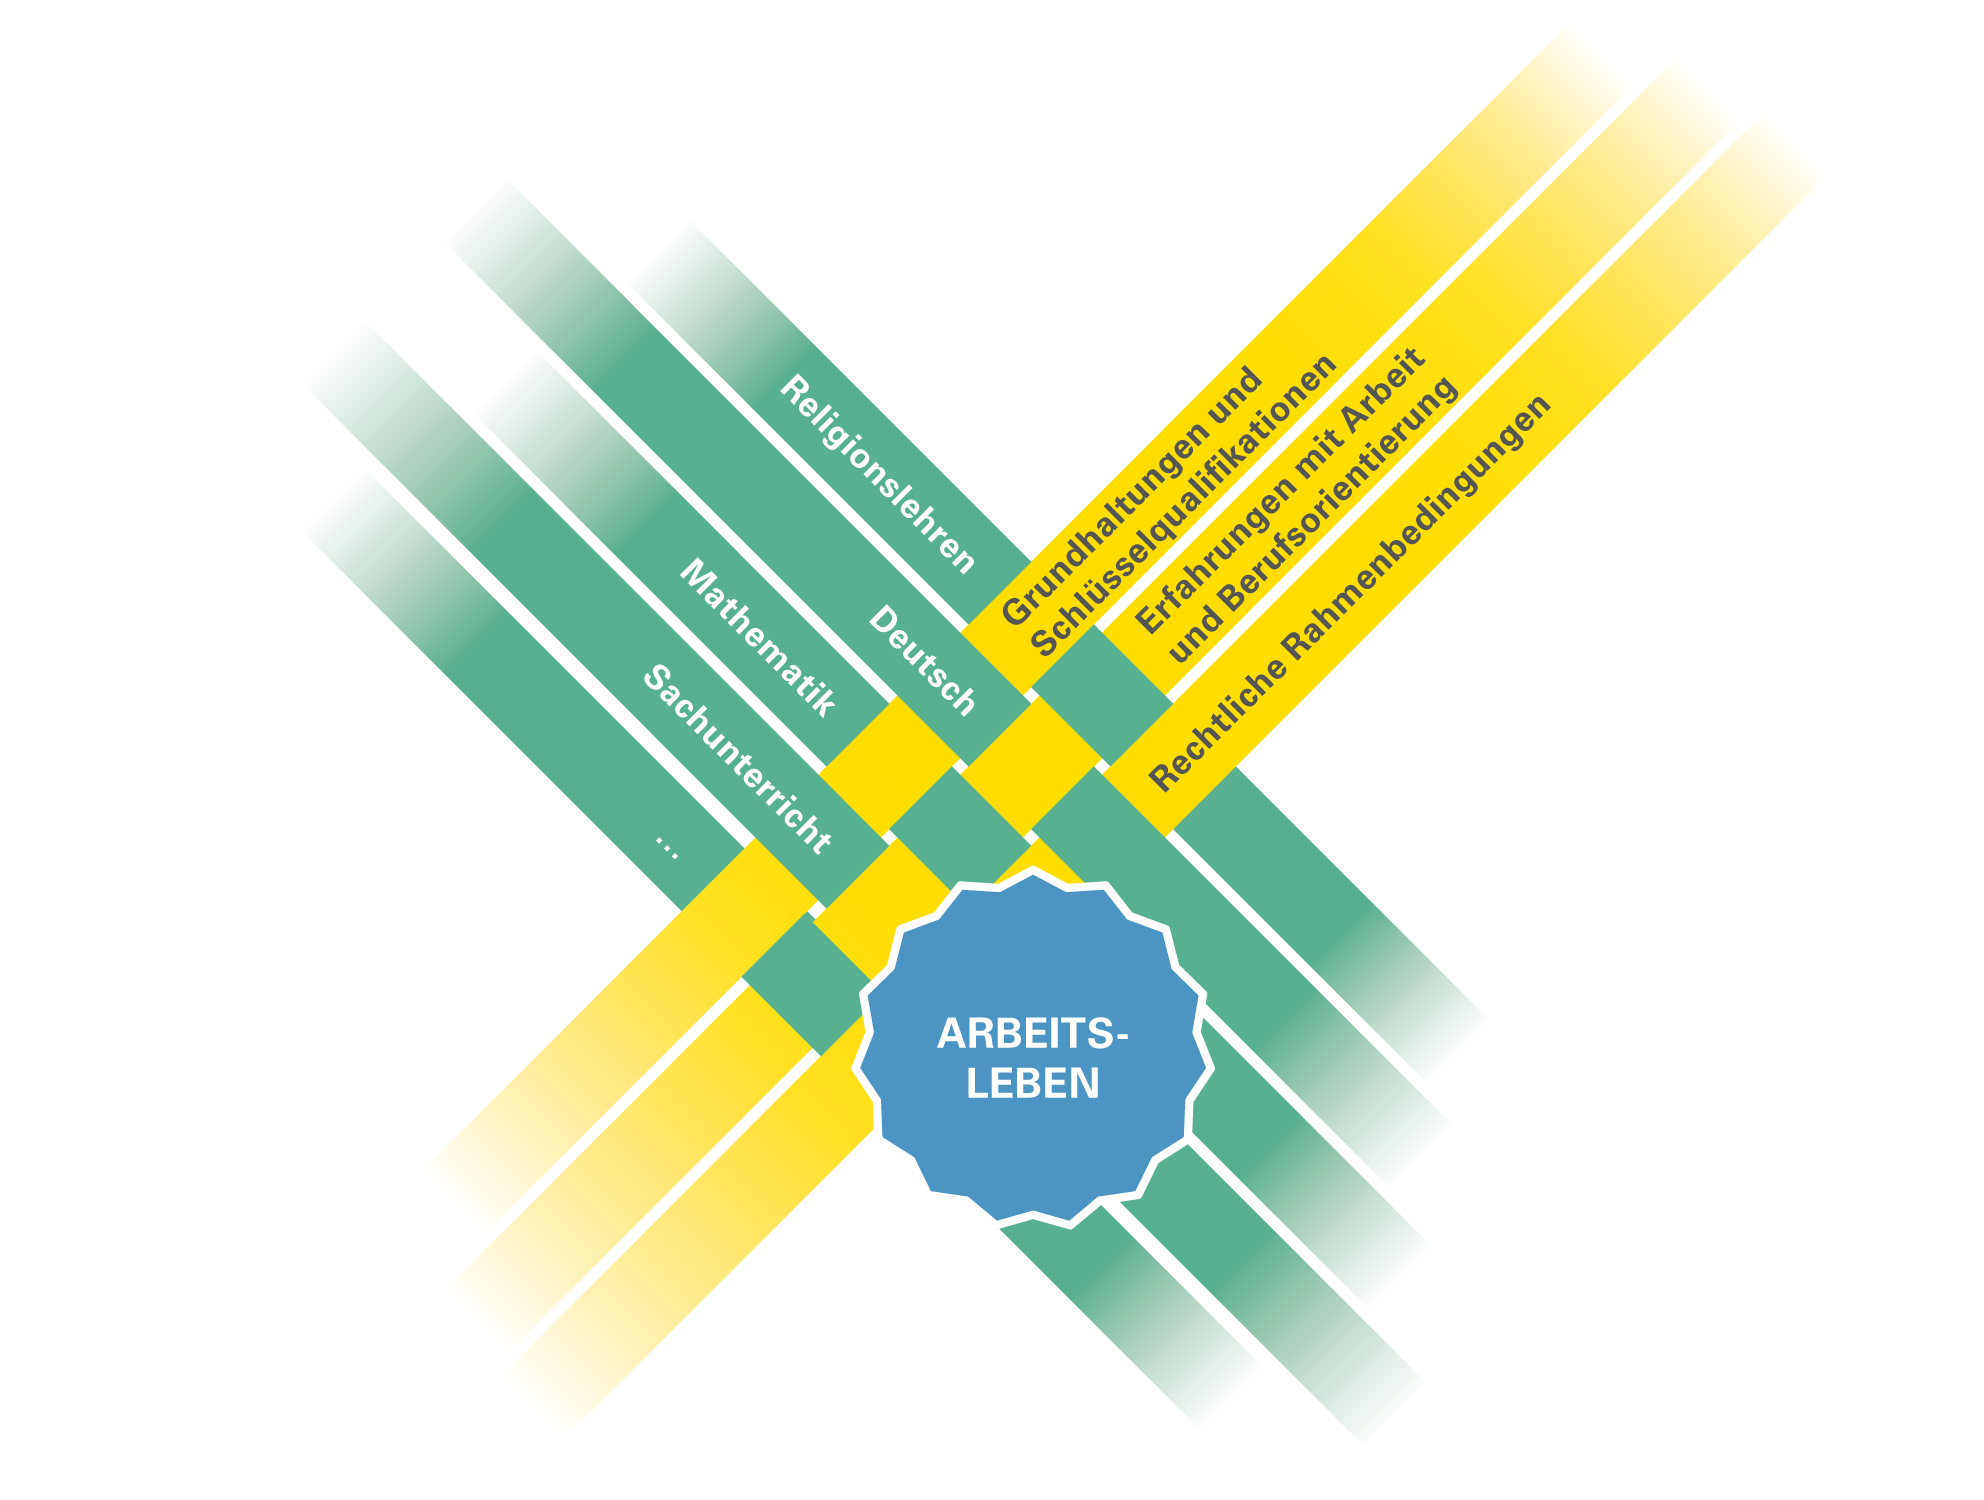 Religionslehren
Deutsch
Mathematik
Sachunterricht
...
Grundhaltungen und
Schlüsselqualifikationen
Erfahrungen mit Arbeit
und Berufsorientierung
Rechtliche Rahmenbedingungen
ARBEITS-
LEBEN